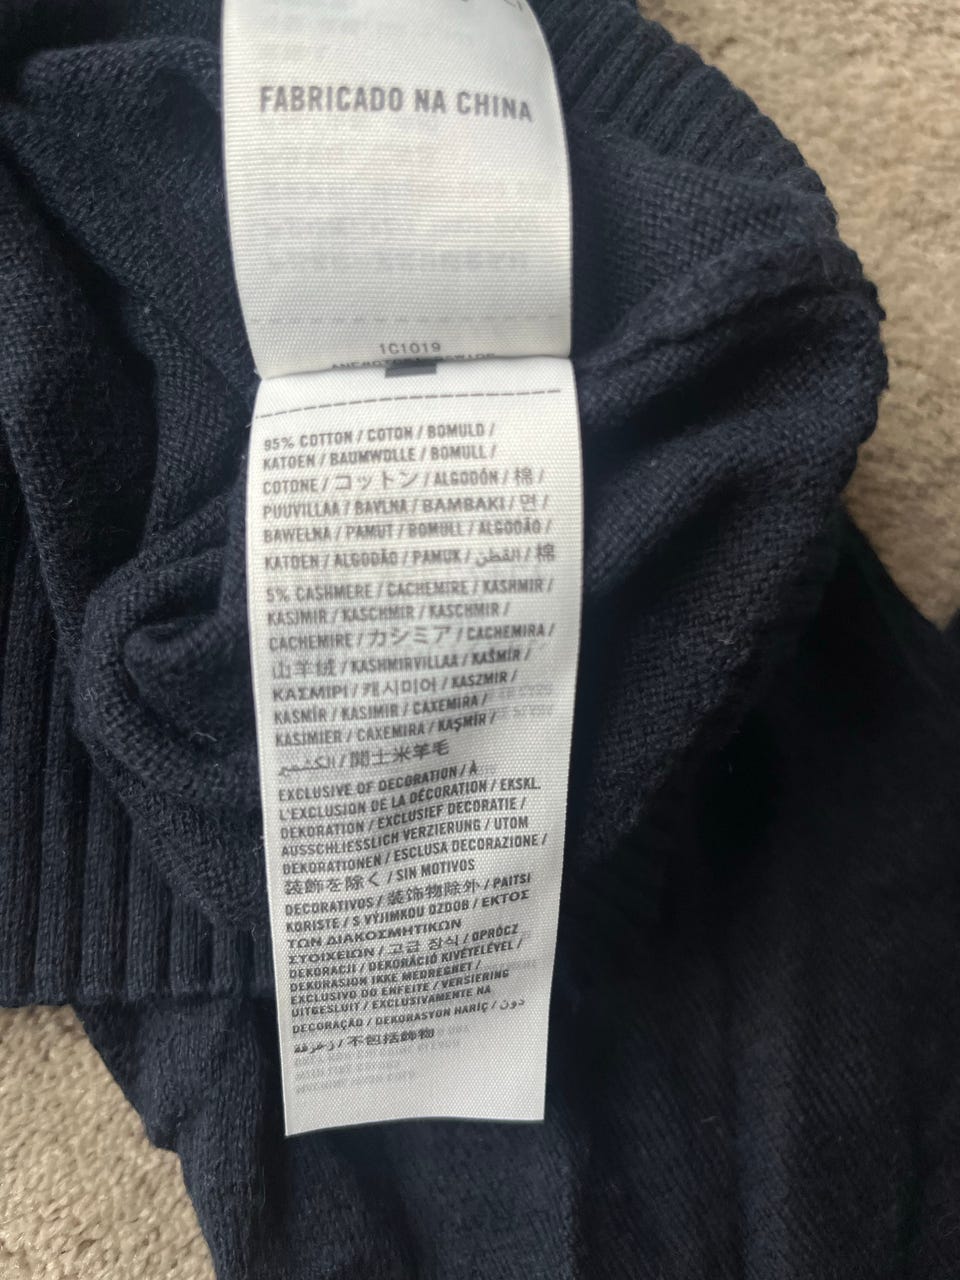 FABRICADO NA CHINA
1C1019
95% COTTON / COTON / BOMULD /
KATOEN / BAUMWOLLE / BOMULL /
COTONE / コットン / ALGODÓN / 棉 /
PUUVILLAA / BAVLNA / BAMBAKI / 면 /
BAWEŁNA / PAMUT / BOMULL / ALGODÃO /
KATOEN / ALGODÃO / PAMUK / القطن / 棉
5% CASHMERE / CACHEMIRE / KASHMIR /
KASJMIR / KASCHMIR / KASCHMIR /
CACHEMIRE / カシミア / CACHEMIRA /
山羊绒 / KASHMIRVILLAA / KAŠMÍR /
ΚΑΣΜΙΡΙ / 캐시미어 / KASZMIR /
KASMÍR / KASIMIR / CAXEMIRA /
KASIMIER / CAXEMIRA / KAŞMİR /
الكشمير / 開士米羊毛
EXCLUSIVE OF DECORATION / À
L'EXCLUSION DE LA DÉCORATION / EKSKL.
DEKORATION / EXCLUSIEF DECORATIE /
AUSSCHLIESSLICH VERZIERUNG / UTOM
DEKORATIONEN / ESCLUSA DECORAZIONE /
装飾を除く / SIN MOTIVOS
DECORATIVOS / 装饰物除外 / PAITSI
KORISTE / S VÝJIMKOU OZDOB / ΕΚΤΟΣ
ΤΩΝ ΔΙΑΚΟΣΜΗΤΙΚΩΝ
ΣΤΟΙΧΕΙΩΝ / 고급 장식 / OPRÓCZ
DEKORACJI / DEKORÁCIÓ KIVÉTELÉVEL /
DEKORASJON IKKE MEDREGNET /
EXCLUSIVO DO ENFEITE / VERSIERING
UITGESLUIT / EXCLUSIVAMENTE NA
DECORAÇÃO / DEKORASYON HARİÇ / دون
زخرفة / 不包括飾物